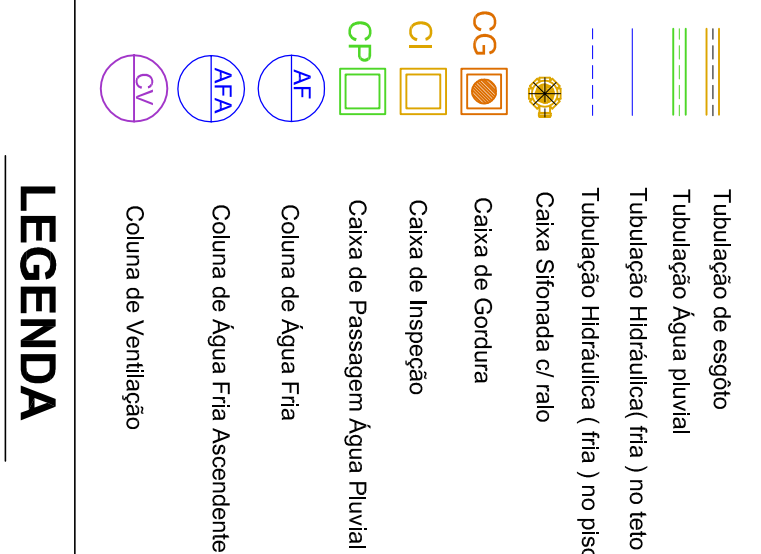 Tubulação de esgôto
Tubulação Água pluvial
Tubulação Hidráulica( fria ) no teto
Tubulação Hidráulica ( fria ) no piso
Caixa Sifonada c/ ralo
CG Caixa de Gordura
CI Caixa de Inspeção
CP Caixa de Passagem Água Pluvial
AF Coluna de Água Fria
AFA Coluna de Água Fria Ascendente
CV Coluna de Ventilação
LEGENDA